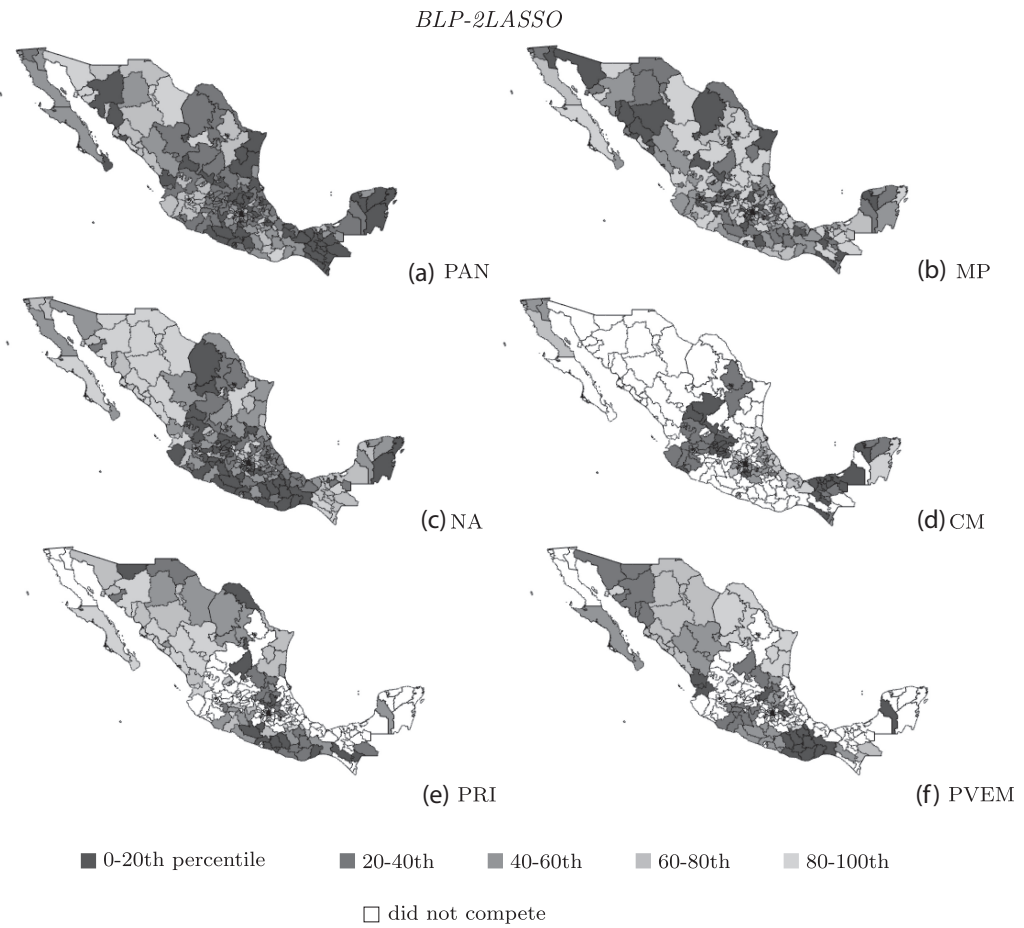 BLP-2LASSO
(a) PAN
(b) MP
(c) NA
(d) CM
(e) PRI
(f) PVEM
0-20th percentile
20-40th
40-60th
60-80th
80-100th
did not compete